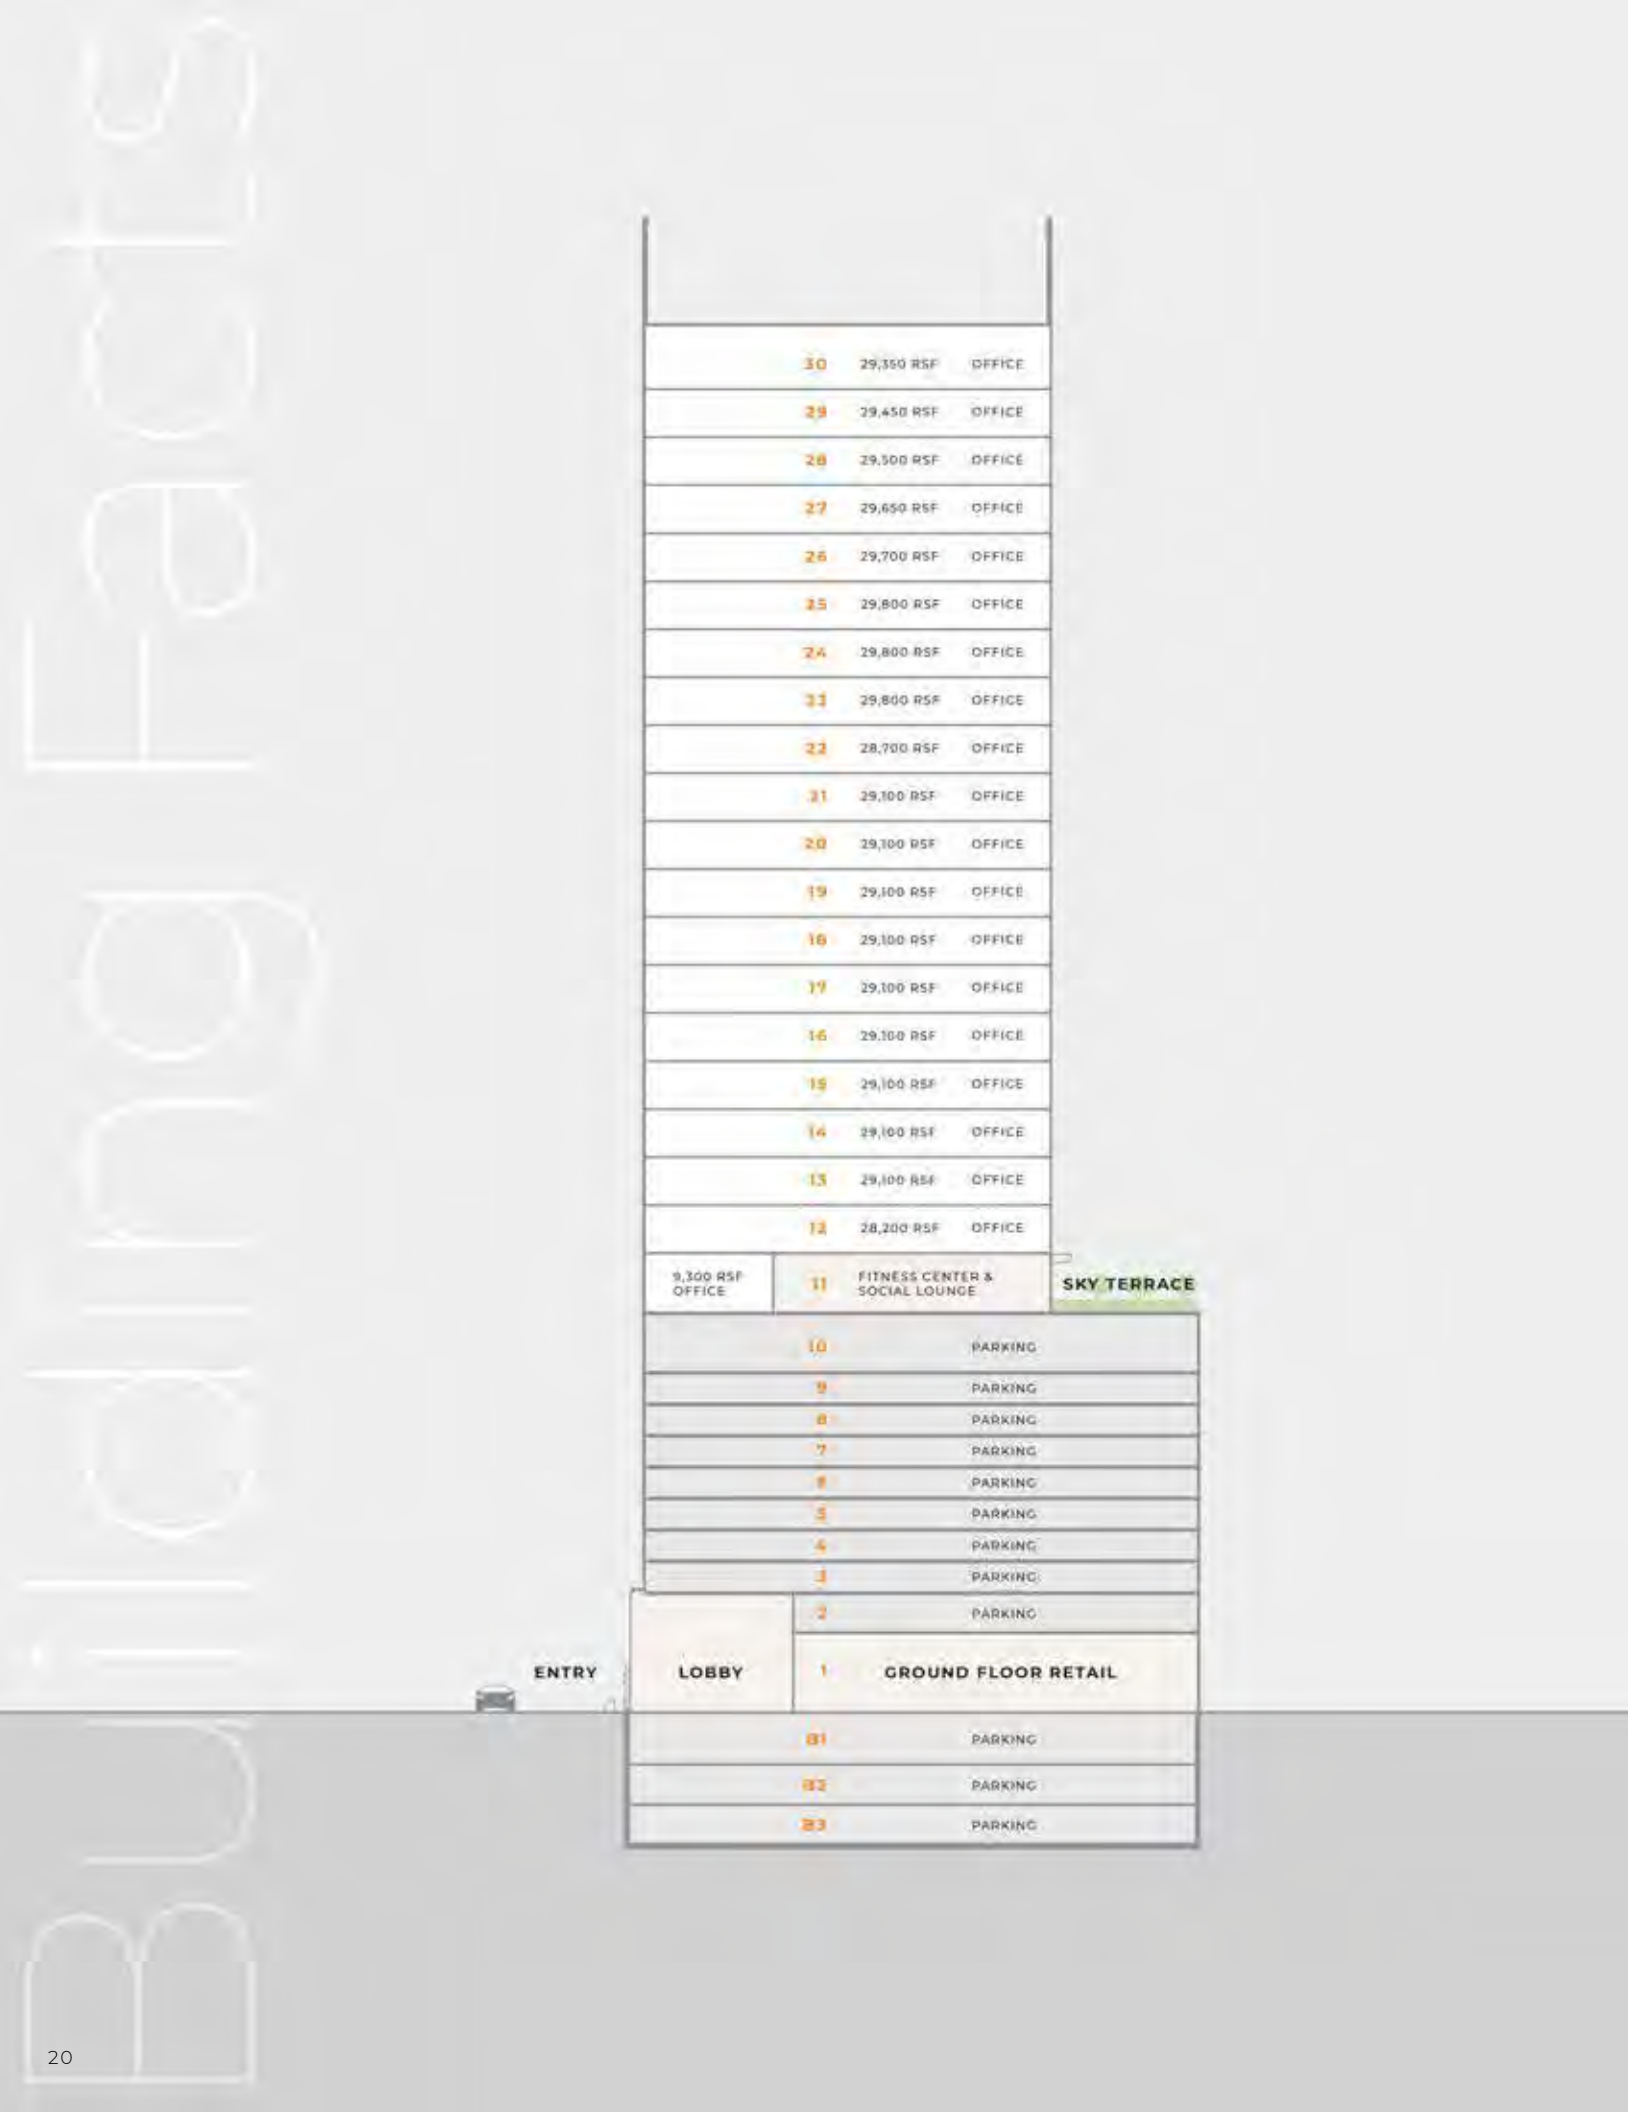 Building Facts
30 29,350 RSF OFFICE
29 29,450 RSF OFFICE
28 29,500 RSF OFFICE
27 29,650 RSF OFFICE
26 29,700 RSF OFFICE
25 29,800 RSF OFFICE
24 29,800 RSF OFFICE
23 29,800 RSF OFFICE
22 28,700 RSF OFFICE
21 29,100 RSF OFFICE
20 29,100 RSF OFFICE
19 29,100 RSF OFFICE
18 29,100 RSF OFFICE
17 29,100 RSF OFFICE
16 29,100 RSF OFFICE
15 29,100 RSF OFFICE
14 29,100 RSF OFFICE
13 29,100 RSF OFFICE
12 28,200 RSF OFFICE
9,300 RSF
OFFICE
11
FITNESS CENTER &
SOCIAL LOUNGE
SKY TERRACE
10 PARKING
9 PARKING
8 PARKING
7 PARKING
6 PARKING
5 PARKING
4 PARKING
3 PARKING
2 PARKING
ENTRY LOBBY 1 GROUND FLOOR RETAIL
B1 PARKING
B2 PARKING
B3 PARKING
20